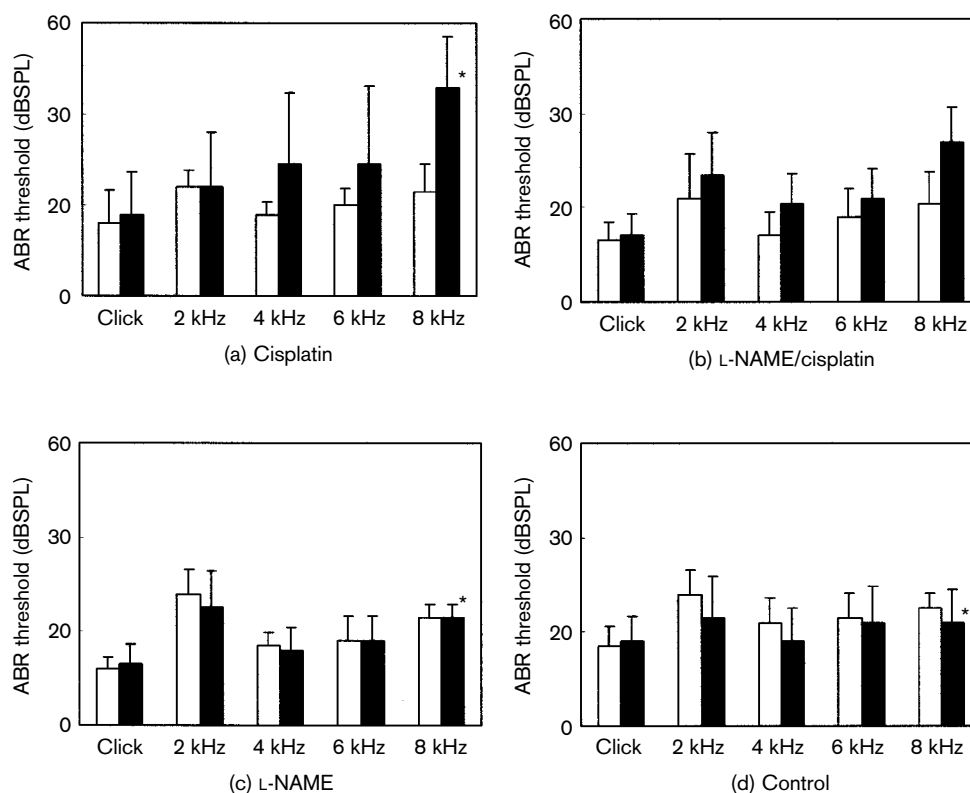 60
30
20
0
ABR threshold (dBSPL)
Click 2 kHz 4 kHz 6 kHz 8 kHz
*
(a) Cisplatin
60
30
20
0
ABR threshold (dBSPL)
Click 2 kHz 4 kHz 6 kHz 8 kHz
(b) L-NAME/cisplatin
60
30
20
0
ABR threshold (dBSPL)
Click 2 kHz 4 kHz 6 kHz 8 kHz
*
(c) L-NAME
60
30
20
0
ABR threshold (dBSPL)
Click 2 kHz 4 kHz 6 kHz 8 kHz
*
(d) Control